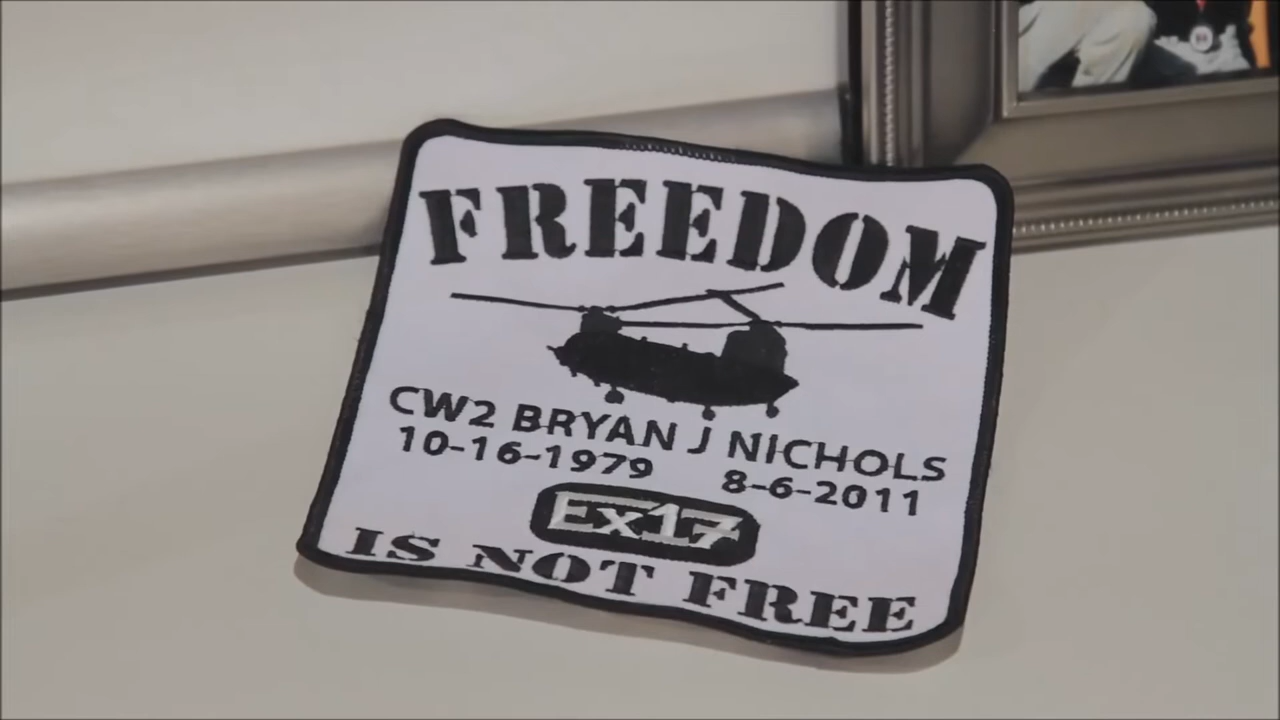 FREEDOM
CW2 BRYAN J NICHOLS
10-16-1979 8-6-2011
Ex17
IS NOT FREE